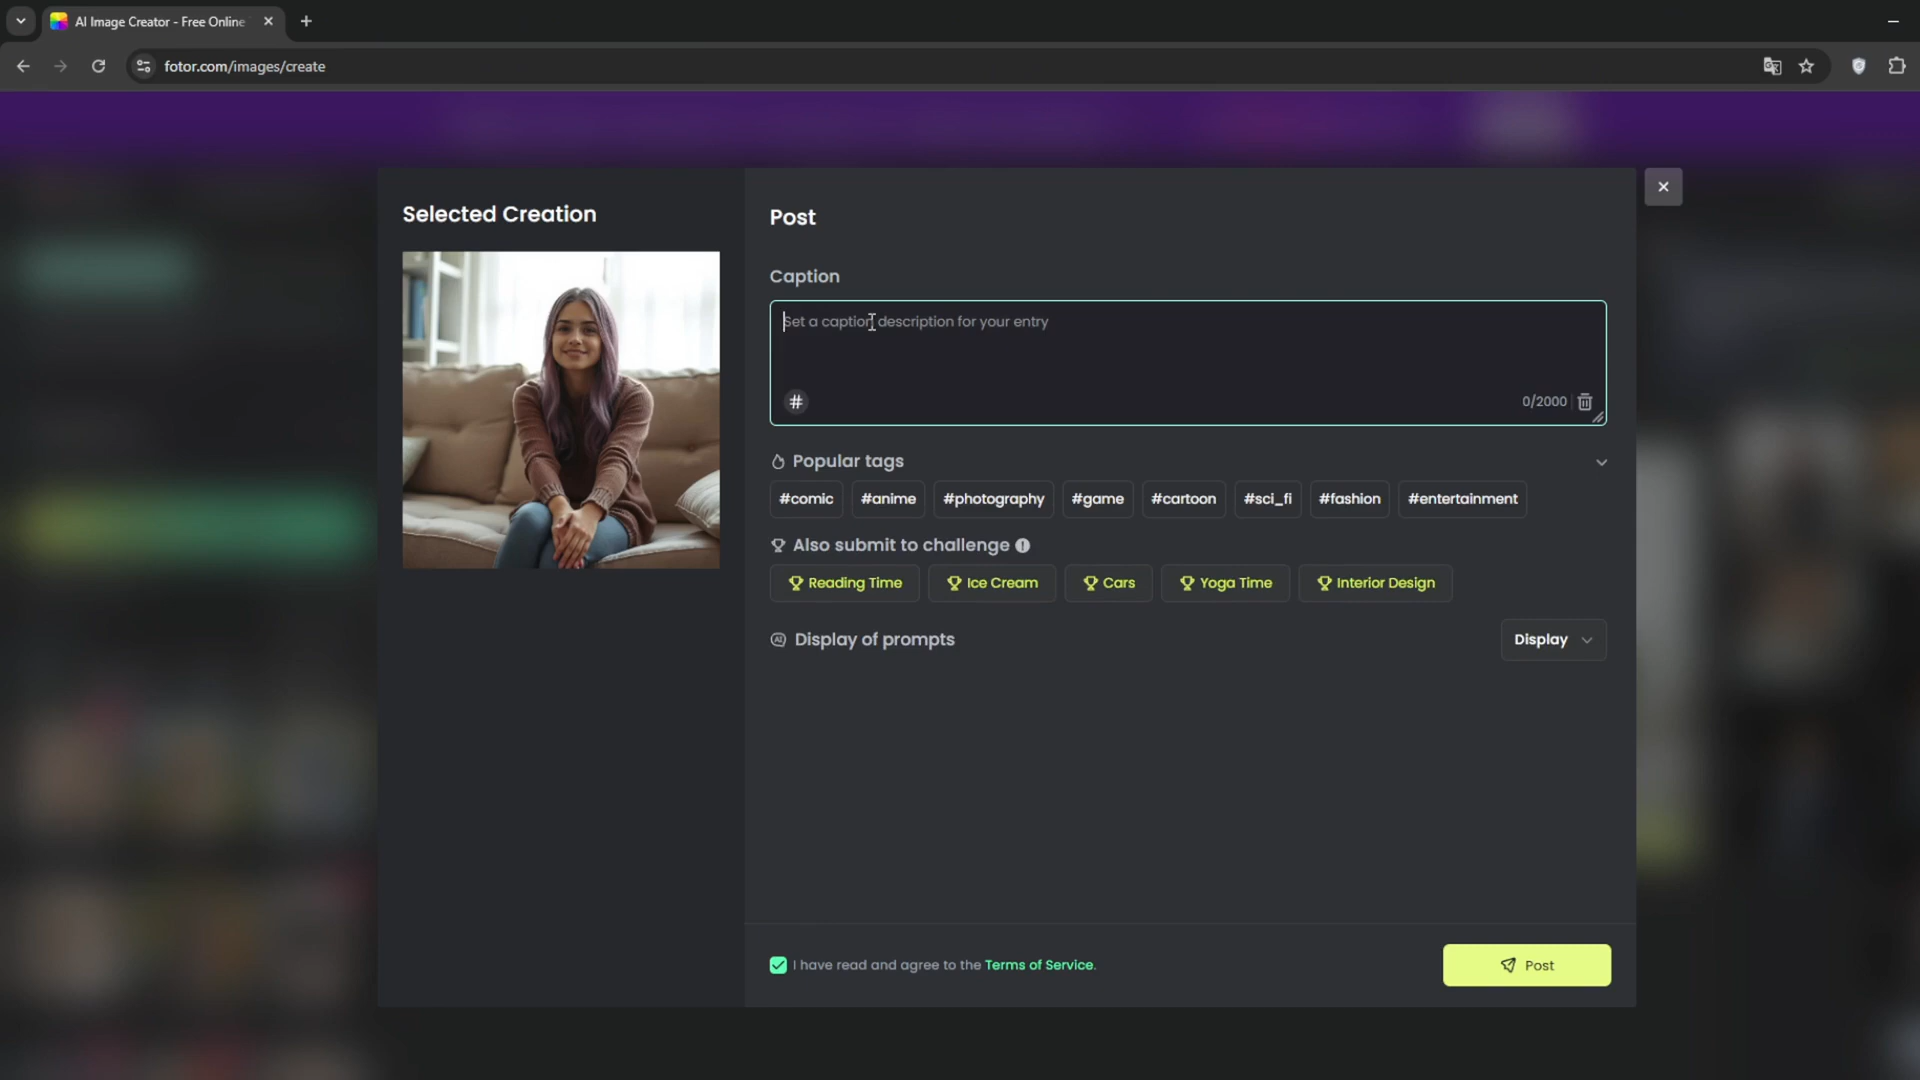 AI Image Creator - Free Online
fotor.com/images/create
Selected Creation
Post
Caption
Set a caption description for your entry
#
0/2000
Popular tags
#comic #anime #photography #game #cartoon #sci_fi #fashion #entertainment
Also submit to challenge
Reading Time Ice Cream Cars Yoga Time Interior Design
AI Display of prompts
Display
I have read and agree to the Terms of Service.
Post